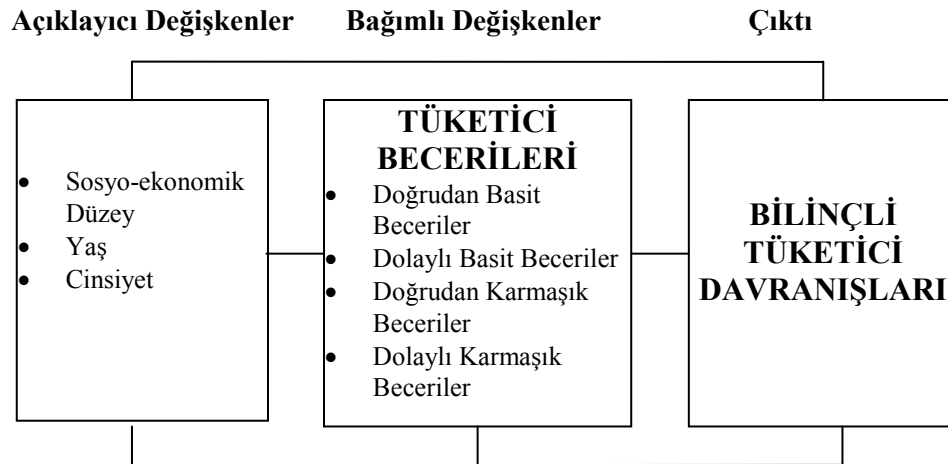 Açıklayıcı Değişkenler
Bağımlı Değişkenler
Çıktı
• Sosyo-ekonomik
Düzey
• Yaş
• Cinsiyet
TÜKETİCİ
BECERİLERİ
• Doğrudan Basit
Beceriler
• Dolaylı Basit Beceriler
• Doğrudan Karmaşık
Beceriler
• Dolaylı Karmaşık
Beceriler
BİLİNÇLİ
TÜKETİCİ
DAVRANIŞLARI